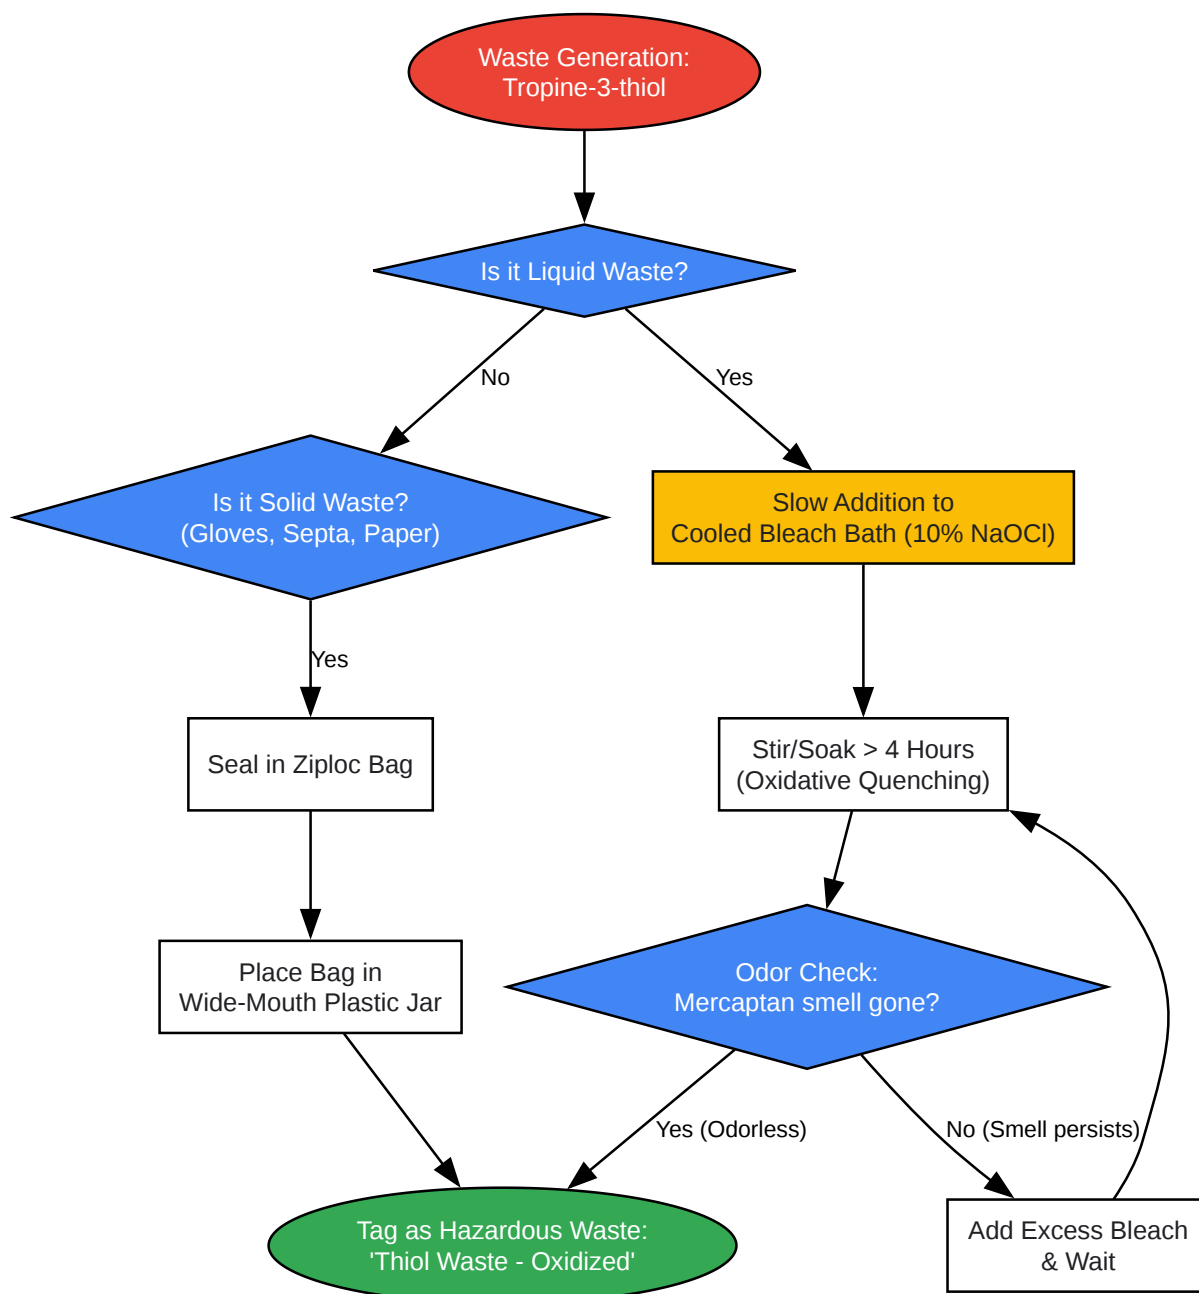 Waste Generation:
Tropine-3-thiol
Is it Liquid Waste?
No
Yes
Is it Solid Waste?
(Gloves, Septa, Paper)
Slow Addition to
Cooled Bleach Bath (10% NaOCl)
Yes
Seal in Ziploc Bag
Stir/Soak > 4 Hours
(Oxidative Quenching)
Place Bag in
Wide-Mouth Plastic Jar
Odor Check:
Mercaptan smell gone?
Yes (Odorless)
No (Smell persists)
Tag as Hazardous Waste:
'Thiol Waste - Oxidized'
Add Excess Bleach
& Wait